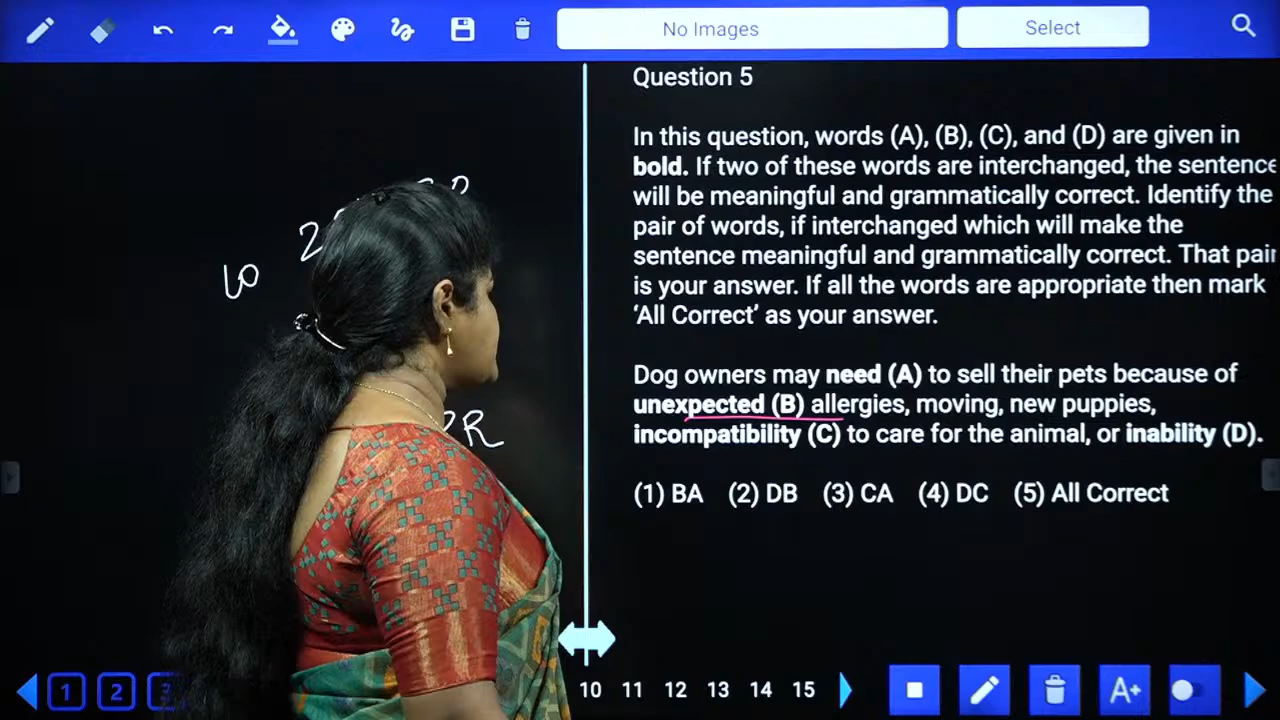 No Images
Select
Question 5
In this question, words (A), (B), (C), and (D) are given in
bold. If two of these words are interchanged, the sentence
will be meaningful and grammatically correct. Identify the
pair of words, if interchanged which will make the
sentence meaningful and grammatically correct. That pair
is your answer. If all the words are appropriate then mark
‘All Correct’ as your answer.
Dog owners may need (A) to sell their pets because of
unexpected (B) allergies, moving, new puppies,
incompatibility (C) to care for the animal, or inability (D).
(1) BA (2) DB (3) CA (4) DC (5) All Correct
10
1 2 3 10 11 12 13 14 15
A+